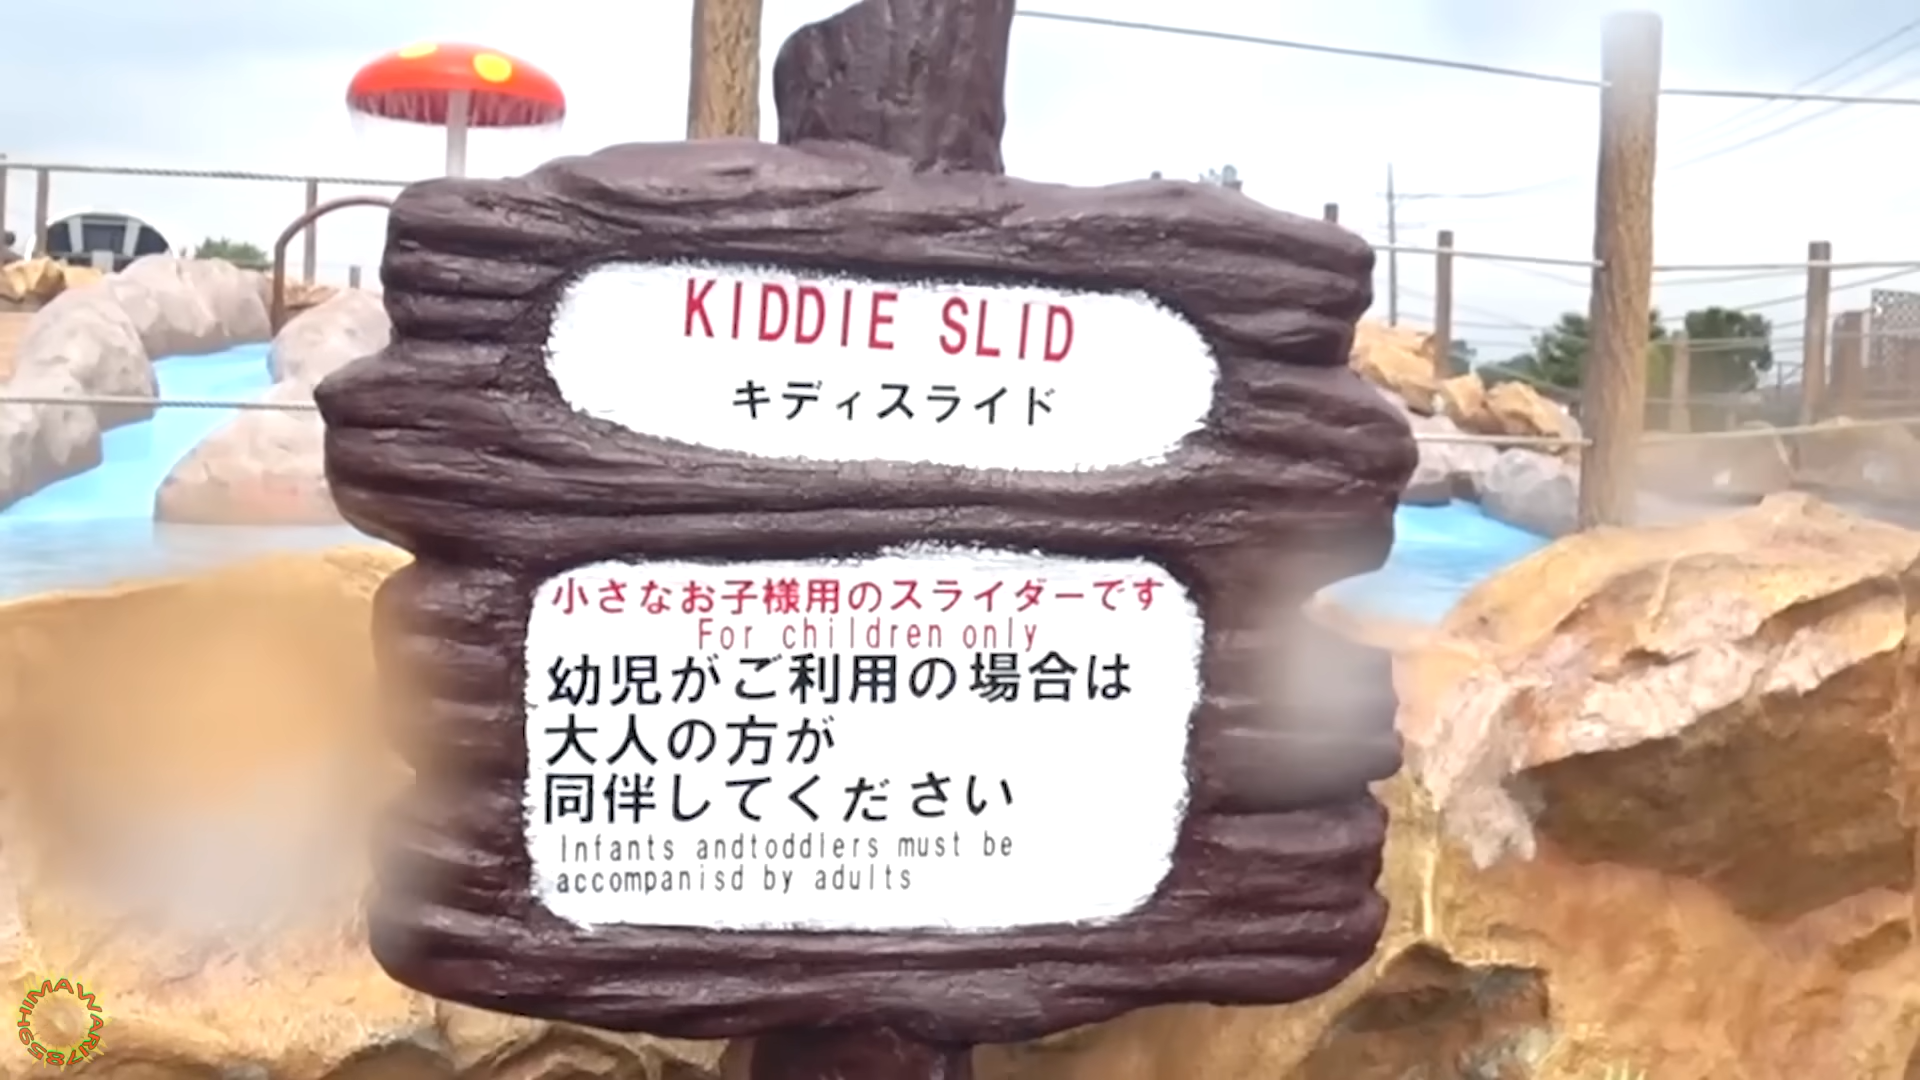 KIDDIE SLID
キディスライド
小さなお子様用のスライダーです
For children only
幼児がご利用の場合は
大人の方が
同伴してください
Infants andtoddlers must be
accompanisd by adults
SHIMAWARI785